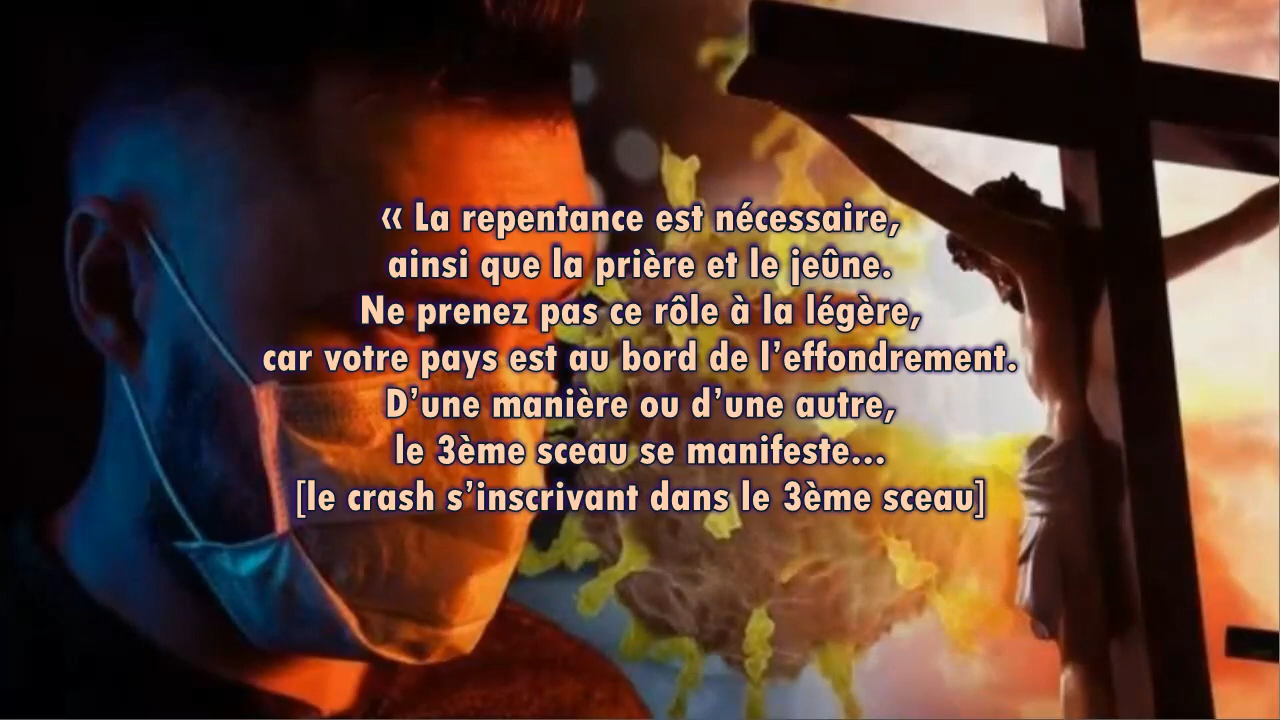 « La repentance est nécessaire,
ainsi que la prière et le jeûne.
Ne prenez pas ce rôle à la légère,
car votre pays est au bord de l’effondrement.
D’une manière ou d’une autre,
le 3ème sceau se manifeste...
[le crash s’inscrivant dans le 3ème sceau]